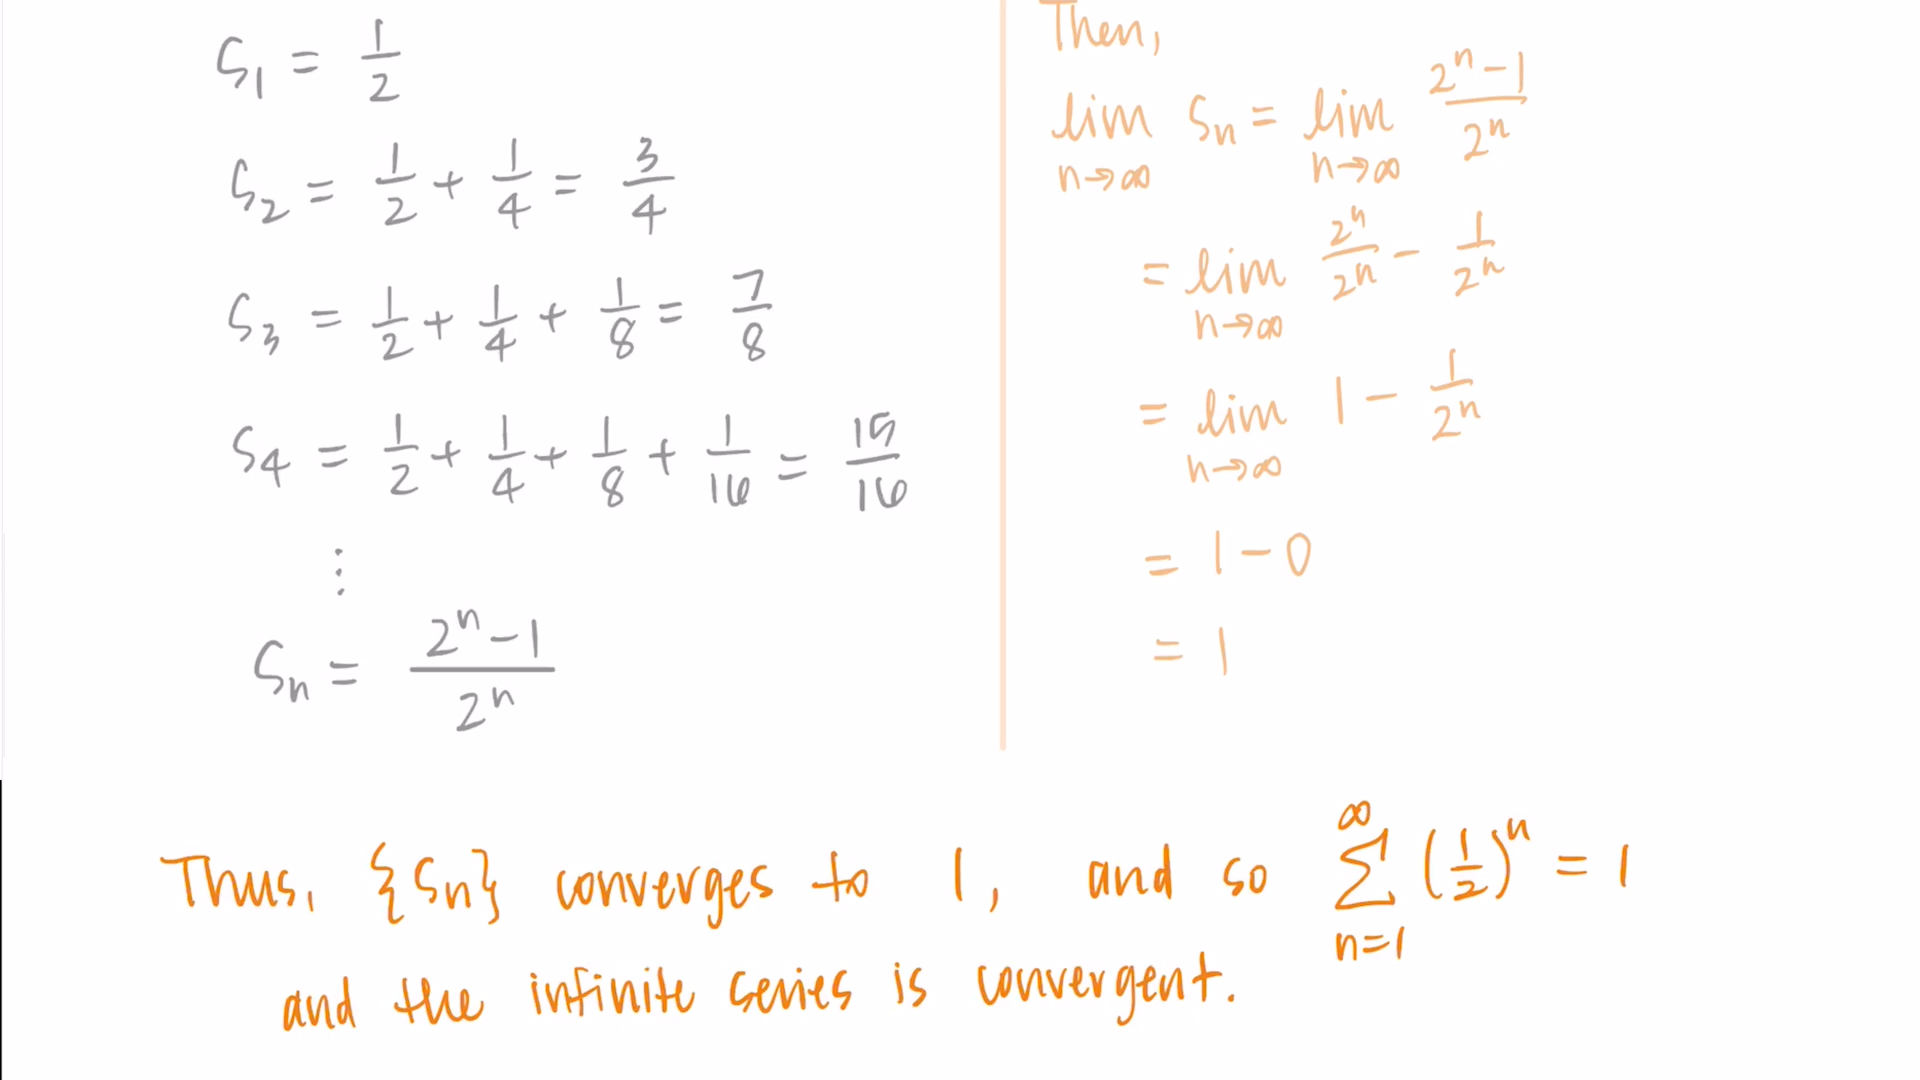 S₁ = 1/2
S₂ = 1/2 + 1/4 = 3/4
S₃ = 1/2 + 1/4 + 1/8 = 7/8
S₄ = 1/2 + 1/4 + 1/8 + 1/16 = 15/16
⋮
Sₙ = (2ⁿ - 1)/2ⁿ
Then,
lim n→∞ Sₙ = lim n→∞ (2ⁿ - 1)/2ⁿ
= lim n→∞ 2ⁿ/2ⁿ - 1/2ⁿ
= lim n→∞ 1 - 1/2ⁿ
= 1 - 0
= 1
Thus, {Sₙ} converges to 1, and so ∑ n=1 ∞ (1/2)ⁿ = 1
and the infinite series is convergent.